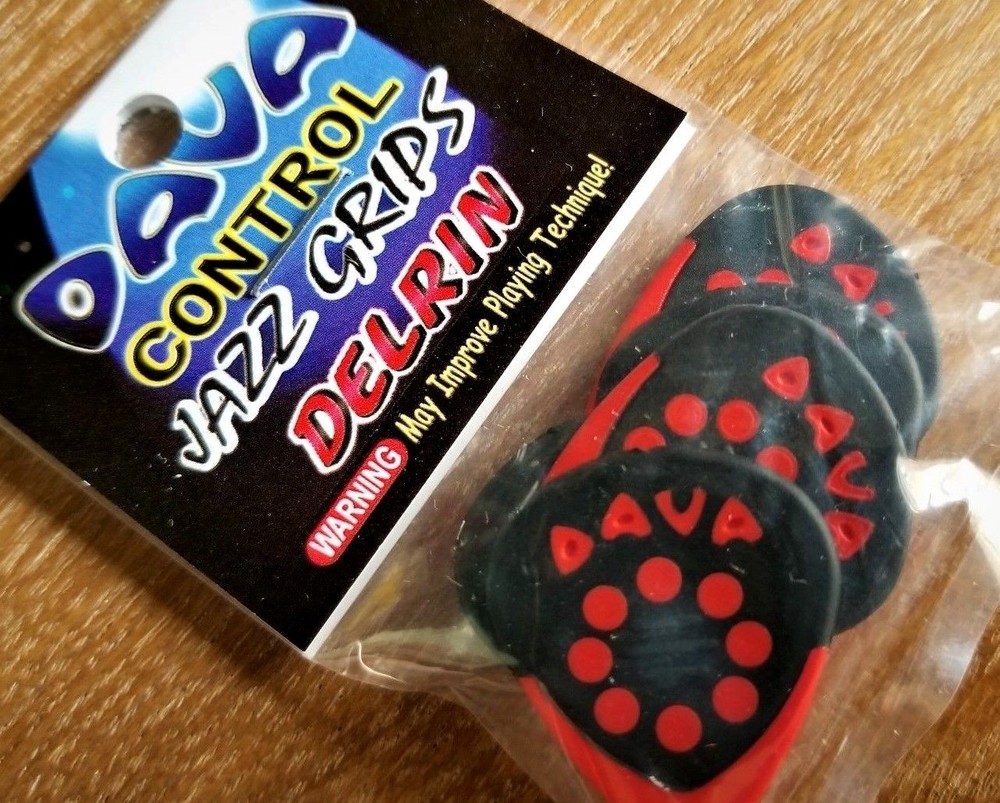 DAVA
CONTROL
JAZZ GRIPS
DELRIN
WARNING May Improve Playing Technique!
DAVA
DAVA